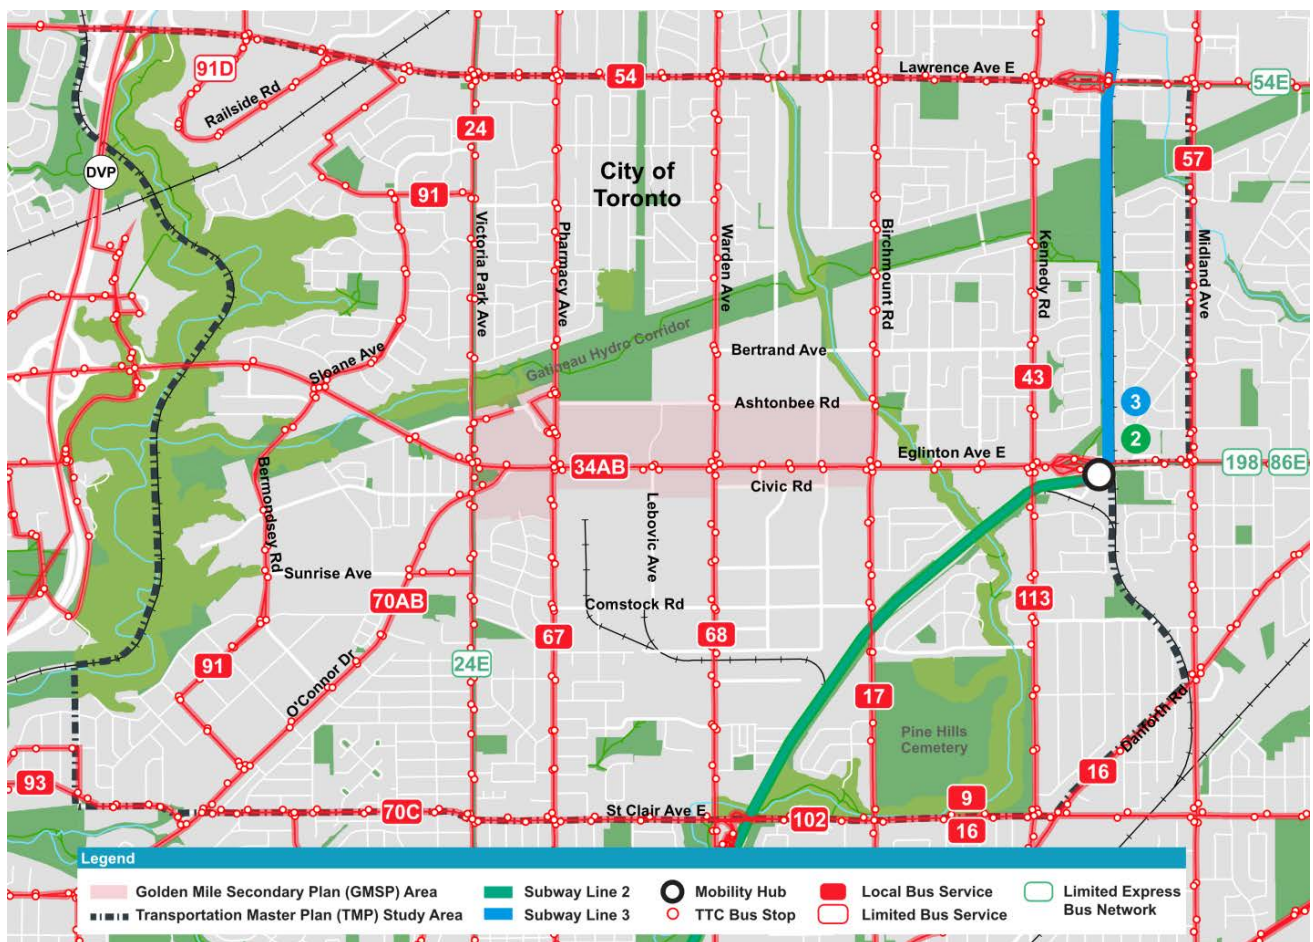 91D
54
Lawrence Ave E
54E
Railside Rd
24
57
DVP
City of
Toronto
91
Victoria Park Ave
Pharmacy Ave
Warden Ave
Birchmount Rd
Kennedy Rd
Midland Ave
Gatineau Hydro Corridor
Sloane Ave
Bertrand Ave
43
3
Ashtonbee Rd
2
34AB
Eglinton Ave E
198
86E
Civic Rd
Bermondsey Rd
Lebovic Ave
Sunrise Ave
70AB
Comstock Rd
113
67
68
91
24E
O'Connor Dr
17
Pine Hills
Cemetery
Danforth Rd
93
16
70C
St Clair Ave E
102
9
16
Legend
Golden Mile Secondary Plan (GMSP) Area
Subway Line 2
Mobility Hub
Local Bus Service
Limited Express
Bus Network
Transportation Master Plan (TMP) Study Area
Subway Line 3
TTC Bus Stop
Limited Bus Service